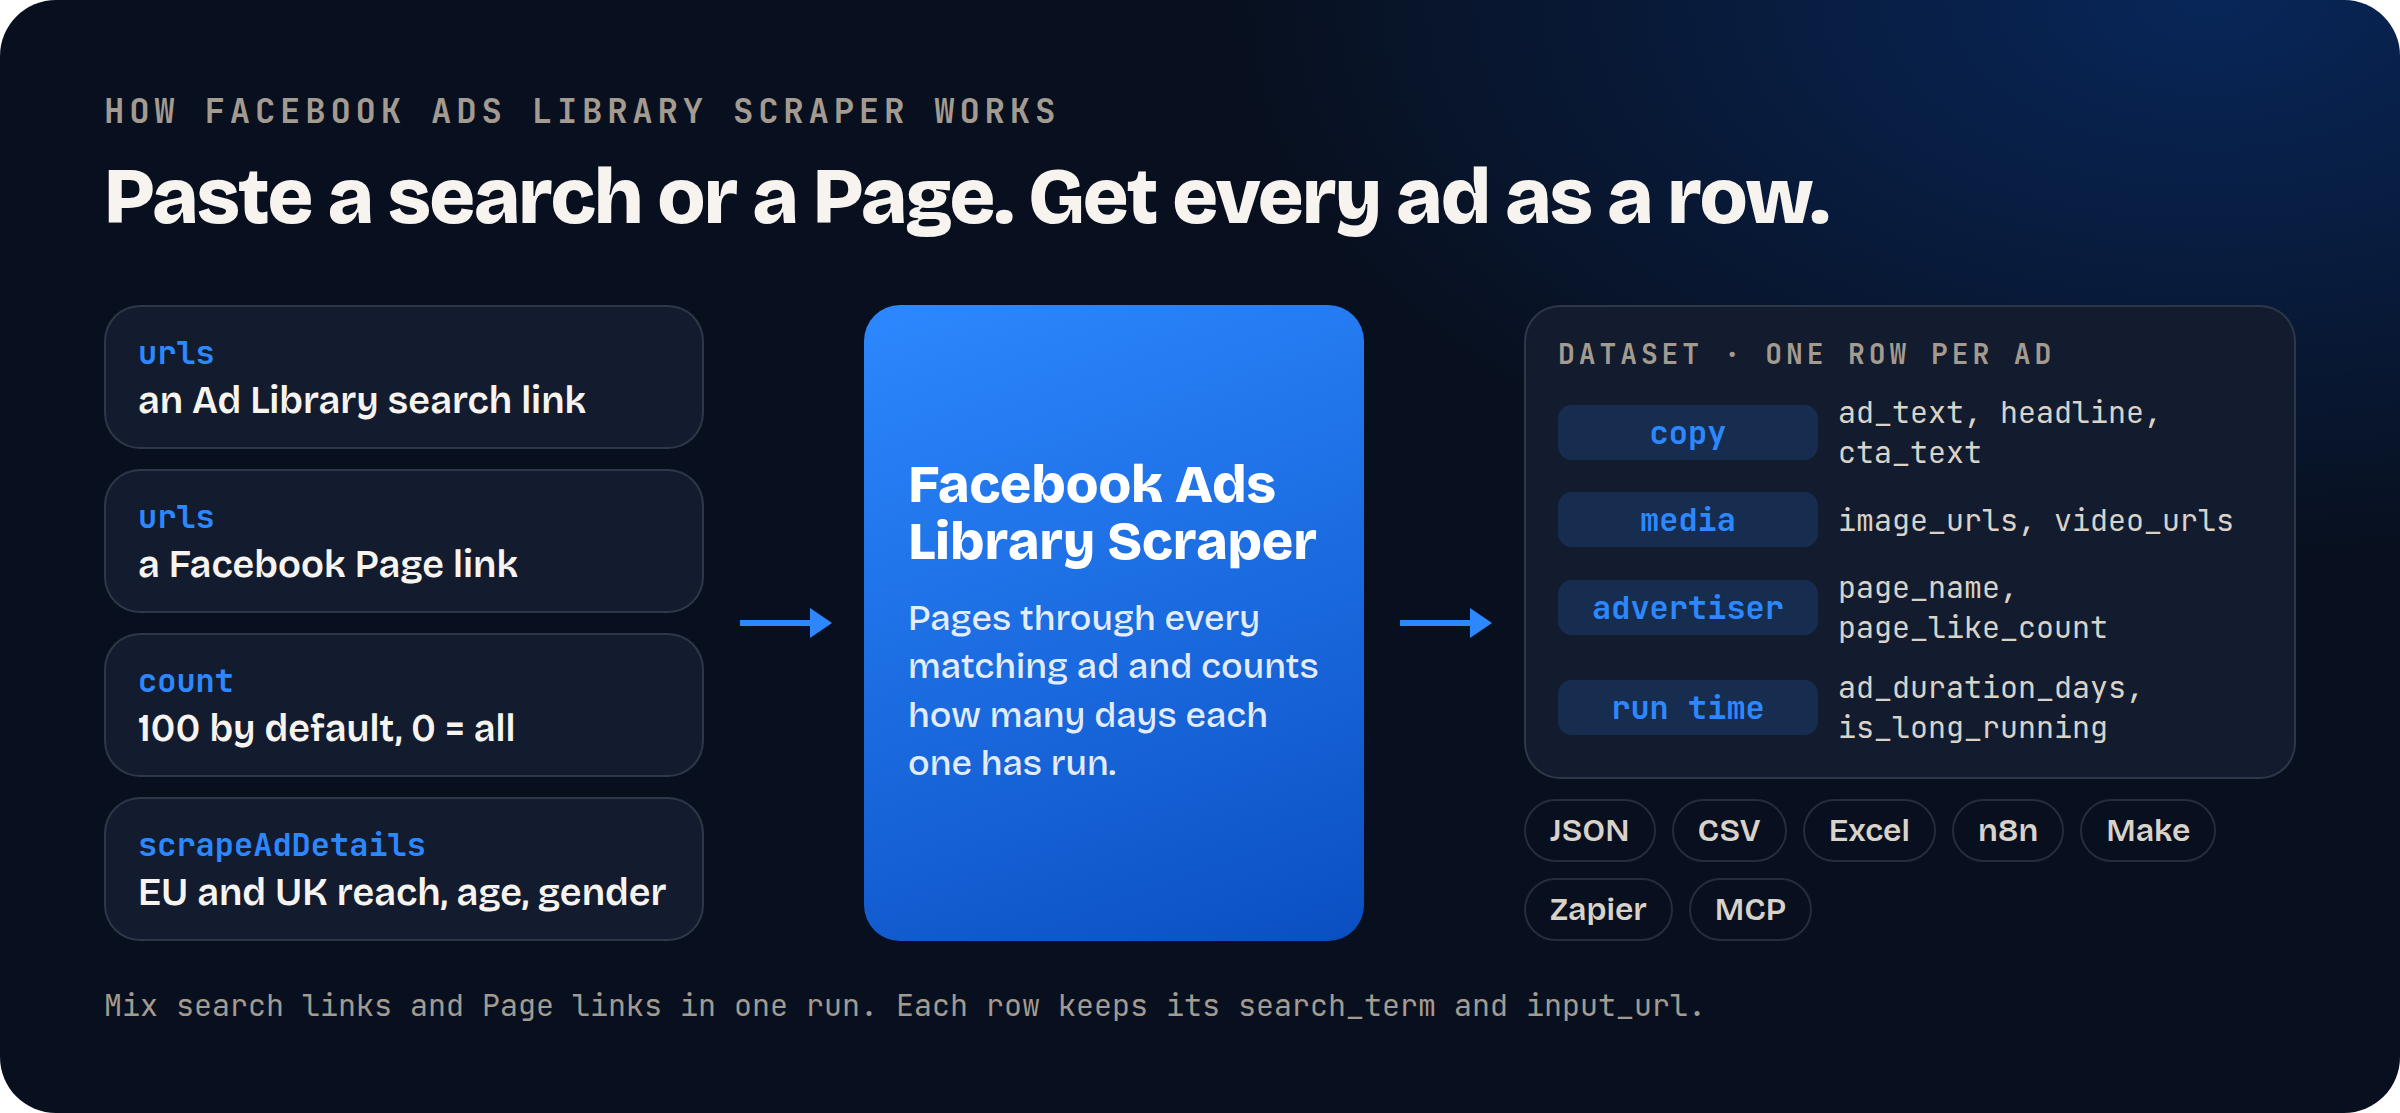 HOW FACEBOOK ADS LIBRARY SCRAPER WORKS
Paste a search or a Page. Get every ad as a row.
urls
an Ad Library search link
urls
a Facebook Page link
count
100 by default, 0 = all
scrapeAdDetails
EU and UK reach, age, gender
Facebook Ads
Library Scraper
Pages through every
matching ad and counts
how many days each
one has run.
DATASET · ONE ROW PER AD
copy
ad_text, headline,
cta_text
media
image_urls, video_urls
advertiser
page_name,
page_like_count
run time
ad_duration_days,
is_long_running
JSON
CSV
Excel
n8n
Make
Zapier
MCP
Mix search links and Page links in one run. Each row keeps its search_term and input_url.